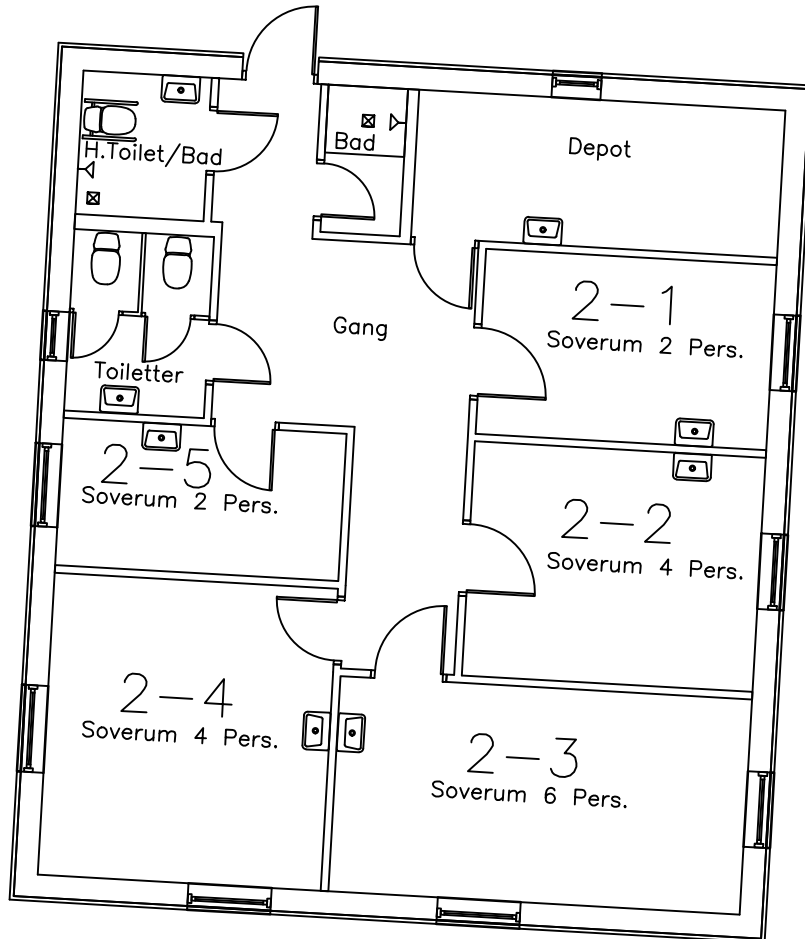 H.Toilet/Bad
Bad
Depot
Gang
2-1
Soverum 2 Pers.
Toiletter
2-5
Soverum 2 Pers.
2-2
Soverum 4 Pers.
2-4
Soverum 4 Pers.
2-3
Soverum 6 Pers.